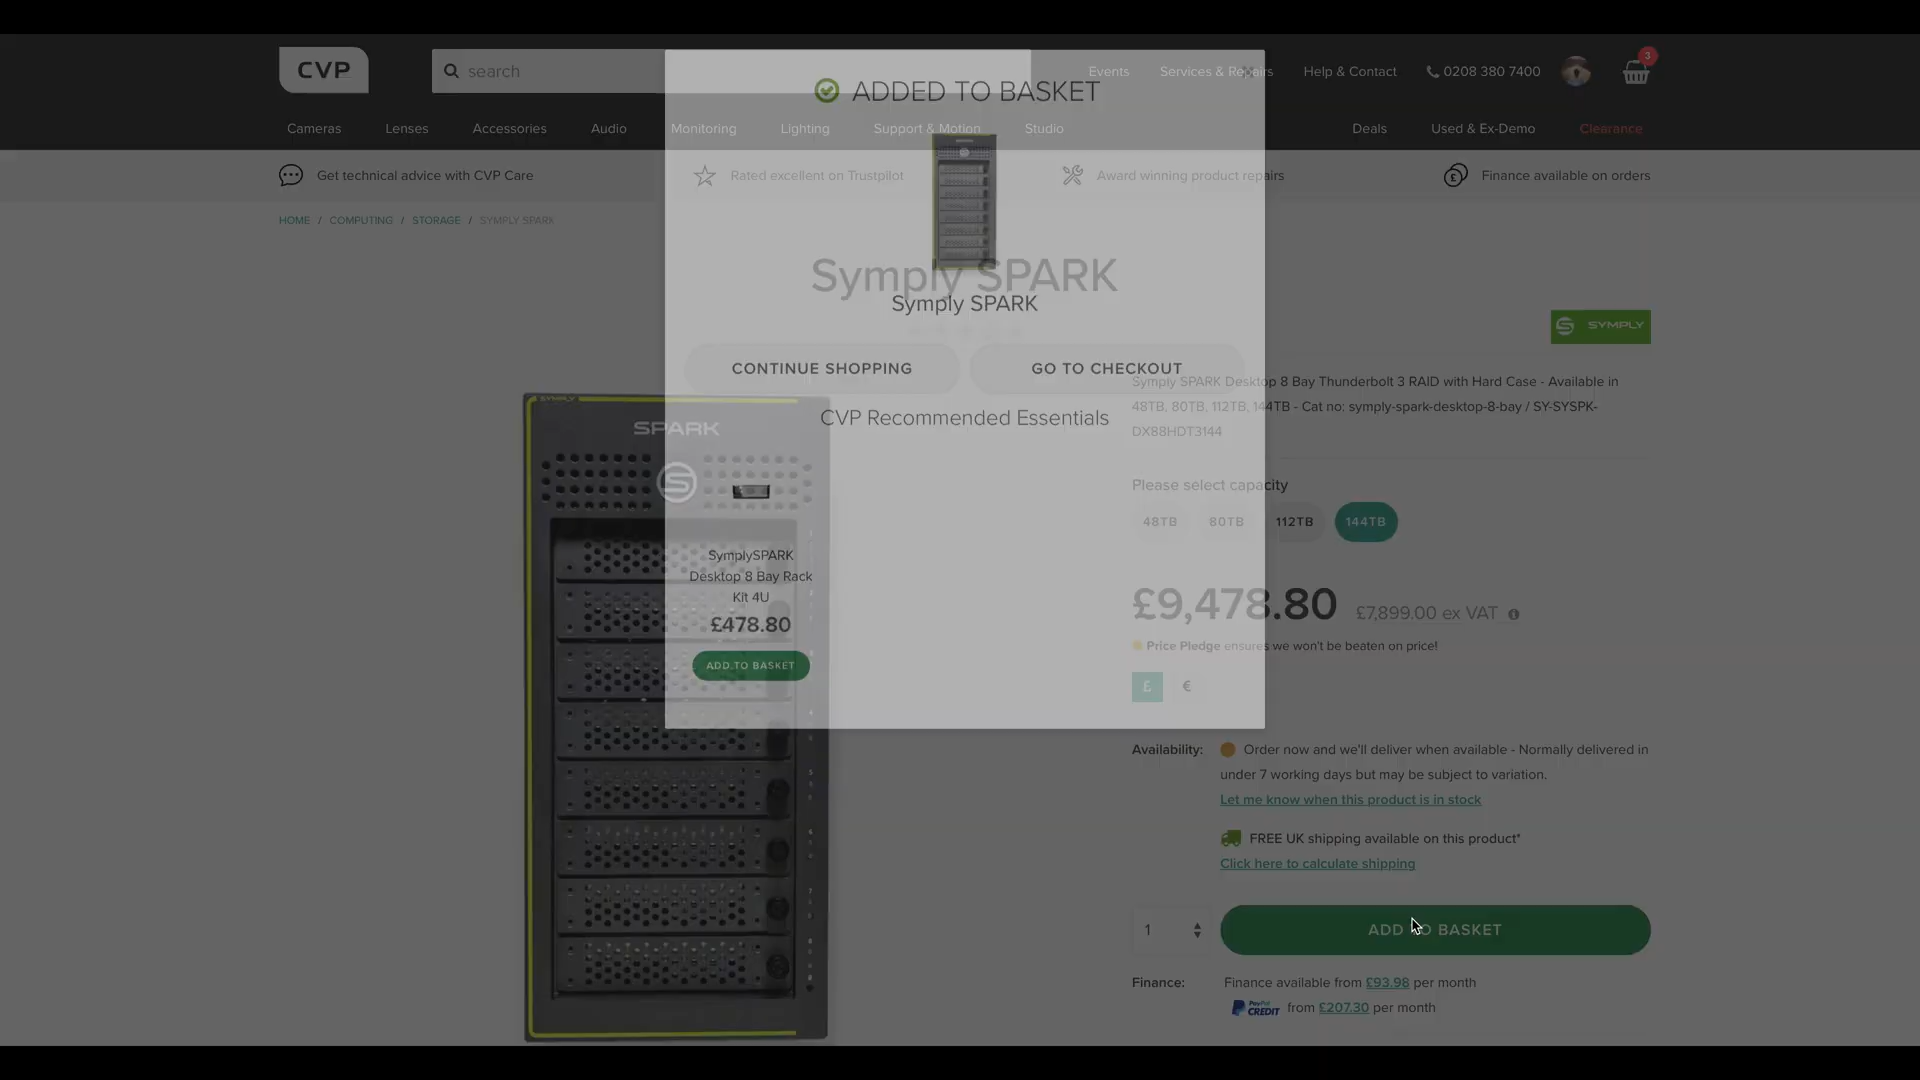 CVP
search
Events
Services & Repairs
Help & Contact
0208 380 7400
3
ADDED TO BASKET
Cameras
Lenses
Accessories
Audio
Monitoring
Lighting
Support & Motion
Studio
Deals
Used & Ex-Demo
Clearance
Get technical advice with CVP Care
Rated excellent on Trustpilot
Award winning product repairs
Finance available on orders
HOME / COMPUTING / STORAGE / SYMPLY SPARK
Symply SPARK
Symply SPARK
SYMPLY
CONTINUE SHOPPING
GO TO CHECKOUT
Symply SPARK Desktop 8 Bay Thunderbolt 3 RAID with Hard Case - Available in
48TB, 80TB, 112TB, 144TB - Cat no: symply-spark-desktop-8-bay / SY-SYSPK-
DX88HDT3144
CVP Recommended Essentials
SYMPLY
SPARK
Please select capacity
48TB
80TB
112TB
144TB
SymplySPARK
Desktop 8 Bay Rack
Kit 4U
£478.80
ADD TO BASKET
£9,478.80
£7,899.00 ex VAT
Price Pledge ensures we won't be beaten on price!
£
€
Availability:
Order now and we'll deliver when available - Normally delivered in
under 7 working days but may be subject to variation.
Let me know when this product is in stock
FREE UK shipping available on this product*
Click here to calculate shipping
1
ADD TO BASKET
Finance:
Finance available from £93.98 per month
PayPal CREDIT from £207.30 per month